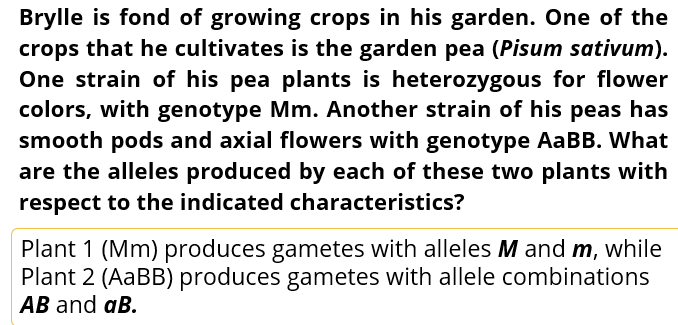 Brylle is fond of growing crops in his garden. One of the
crops that he cultivates is the garden pea (Pisum sativum).
One strain of his pea plants is heterozygous for flower
colors, with genotype Mm. Another strain of his peas has
smooth pods and axial flowers with genotype AaBB. What
are the alleles produced by each of these two plants with
respect to the indicated characteristics?
Plant 1 (Mm) produces gametes with alleles M and m, while
Plant 2 (AaBB) produces gametes with allele combinations
AB and aB.